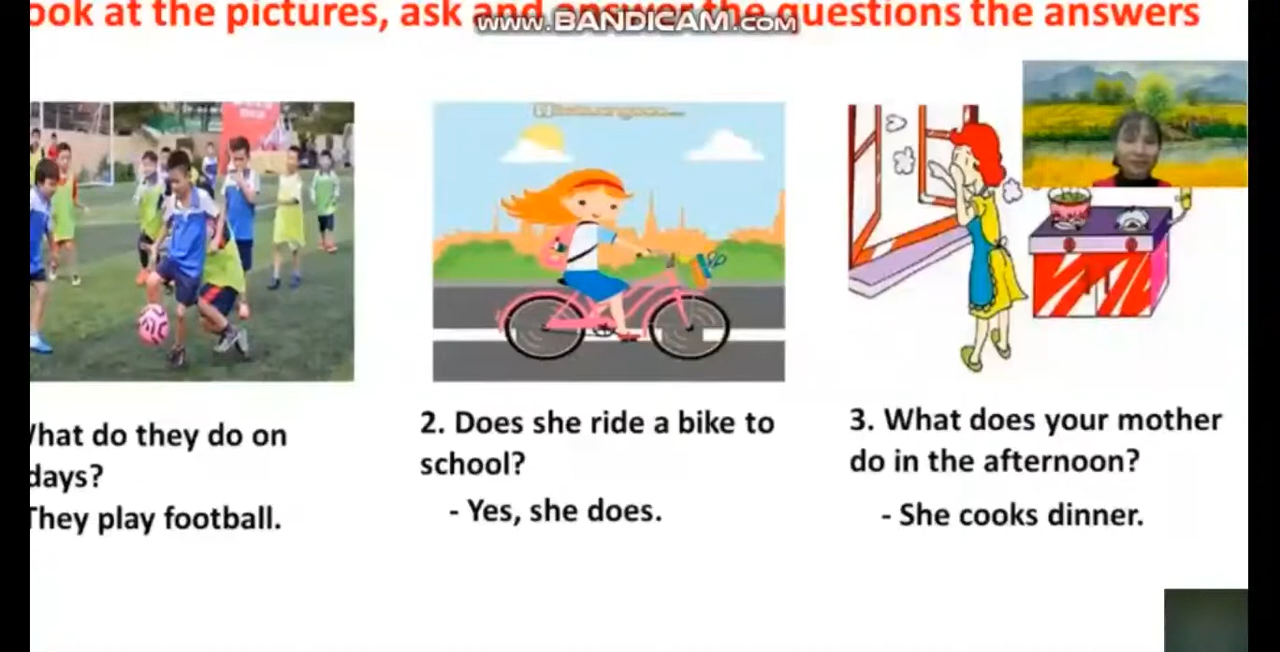 ook at the pictures, ask and answer the questions the answers
WWW.BANDICAM.COM
hat do they do on
days?
They play football.
2. Does she ride a bike to
school?
- Yes, she does.
3. What does your mother
do in the afternoon?
- She cooks dinner.